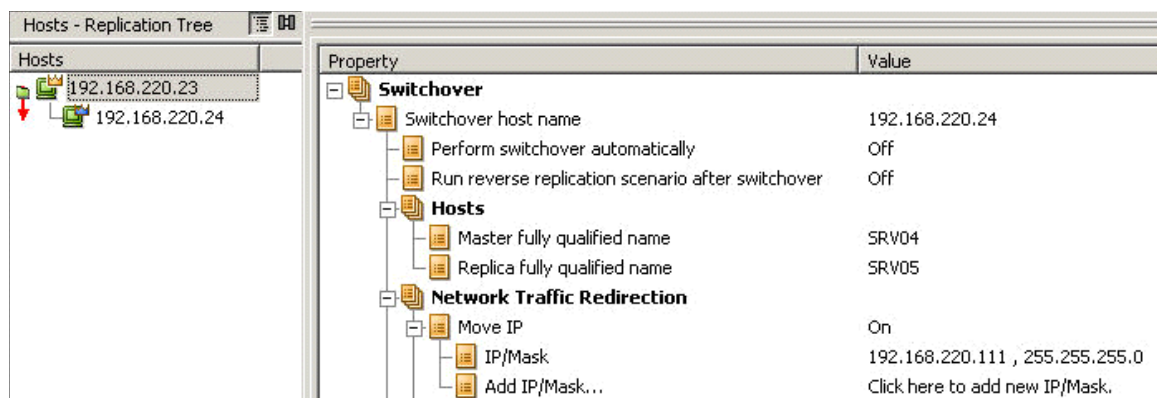 Hosts - Replication Tree
Hosts
192.168.220.23
192.168.220.24
Property Value
Switchover
Switchover host name 192.168.220.24
Perform switchover automatically Off
Run reverse replication scenario after switchover Off
Hosts
Master fully qualified name SRV04
Replica fully qualified name SRV05
Network Traffic Redirection
Move IP On
IP/Mask 192.168.220.111 , 255.255.255.0
Add IP/Mask... Click here to add new IP/Mask.